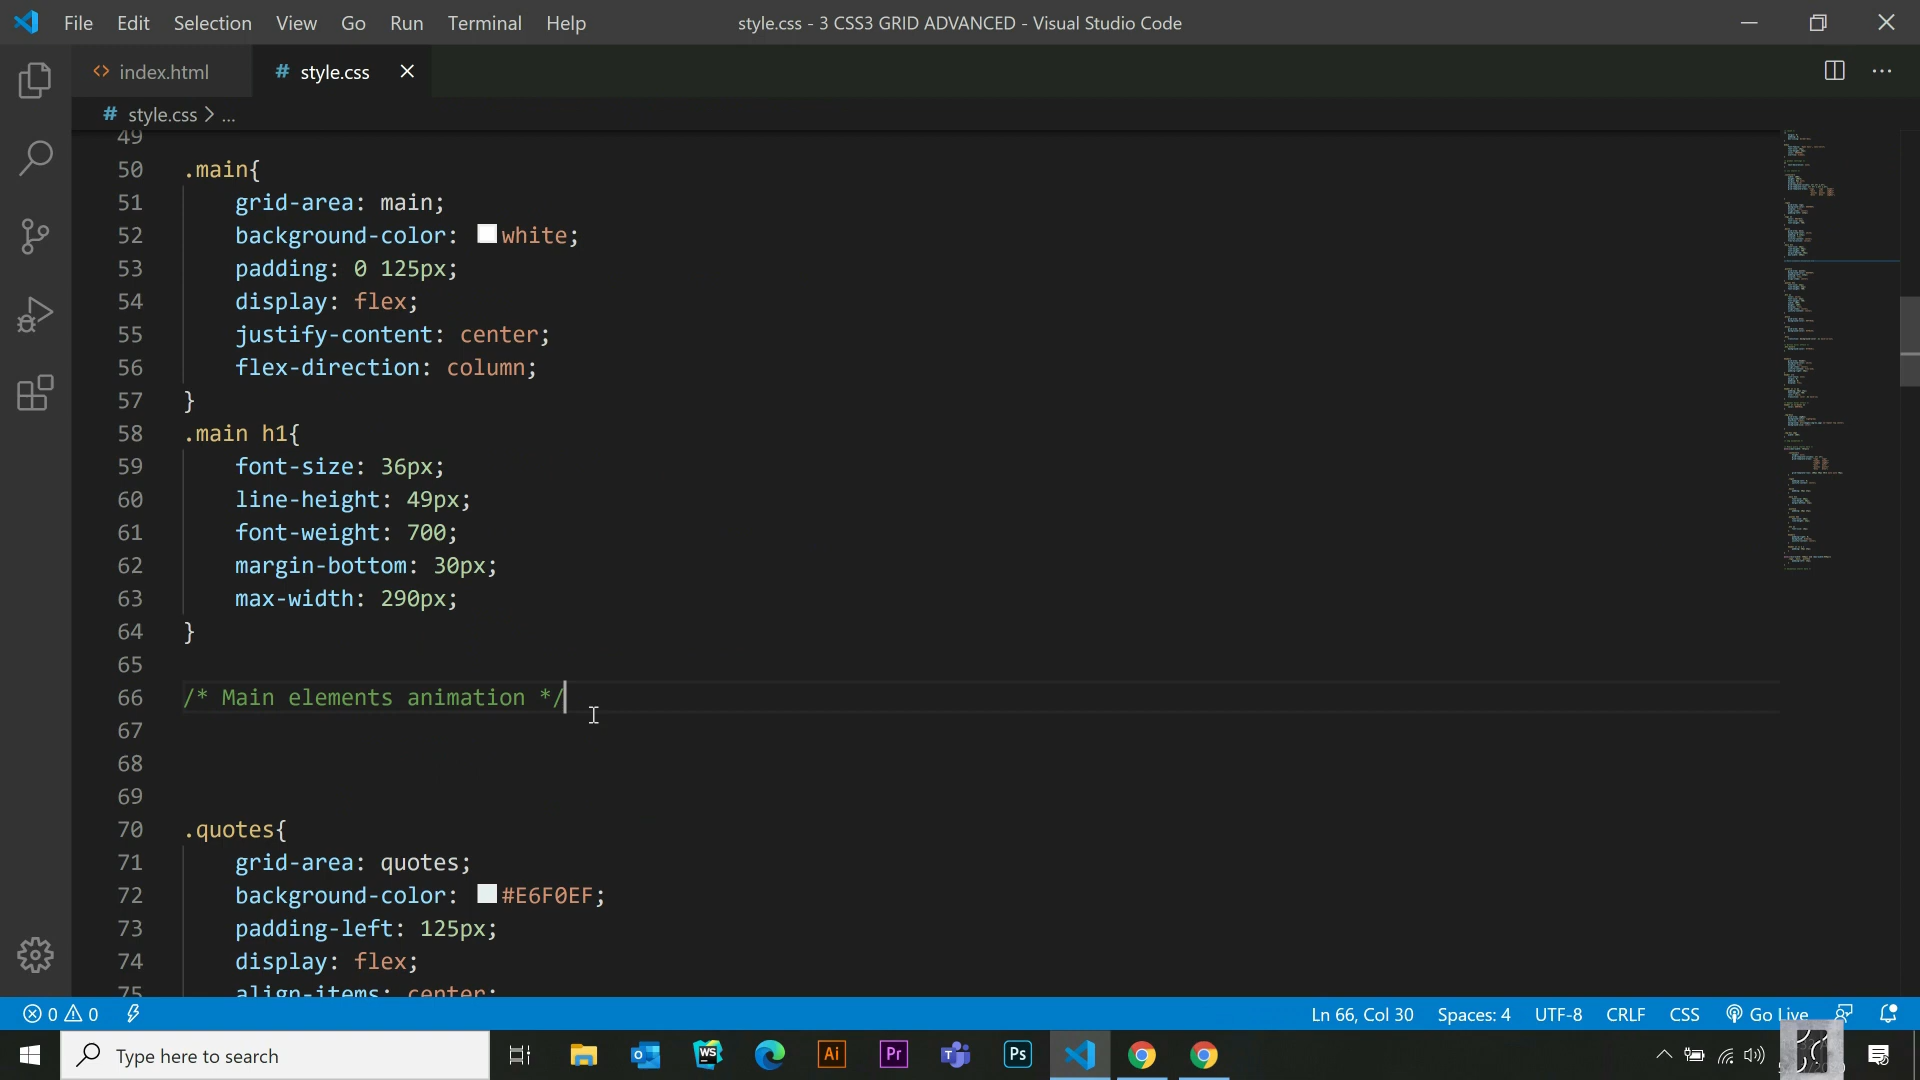 File Edit Selection View Go Run Terminal Help style.css - 3 CSS3 GRID ADVANCED - Visual Studio Code
<> index.html # style.css
# style.css > ...
49
50 .main{
51 grid-area: main;
52 background-color: white;
53 padding: 0 125px;
54 display: flex;
55 justify-content: center;
56 flex-direction: column;
57 }
58 .main h1{
59 font-size: 36px;
60 line-height: 49px;
61 font-weight: 700;
62 margin-bottom: 30px;
63 max-width: 290px;
64 }
65
66 /* Main elements animation */
67
68
69
70 .quotes{
71 grid-area: quotes;
72 background-color: #E6F0EF;
73 padding-left: 125px;
74 display: flex;
75 align-items: center;
0 0 Ln 66, Col 30 Spaces: 4 UTF-8 CRLF CSS Go Live
Type here to search WS Ai Pr T Ps